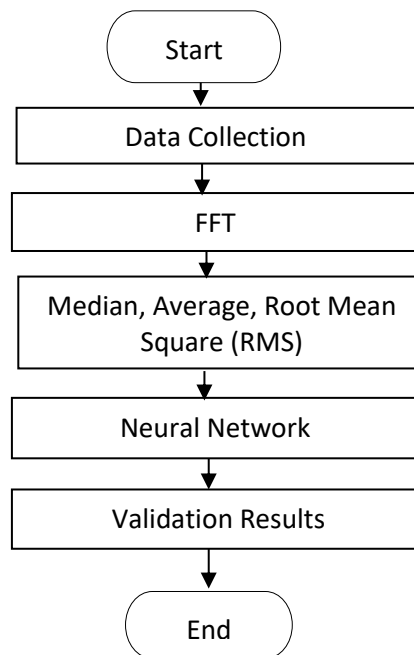 Start
Data Collection
FFT
Median, Average, Root Mean
Square (RMS)
Neural Network
Validation Results
End